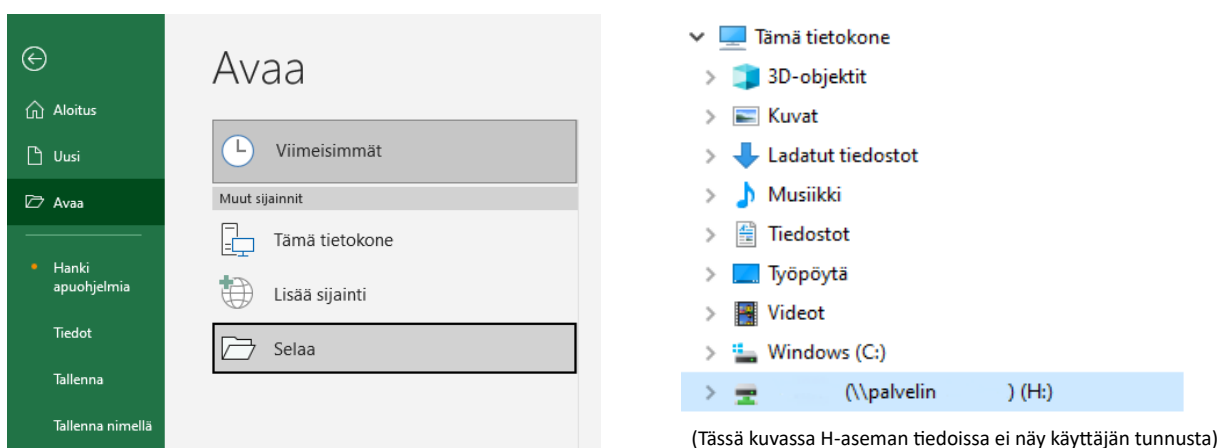 Avaa
Aloitus
Uusi
Avaa
Hanki
apuohjelmia
Tiedot
Tallenna
Tallenna nimellä
Viimeisimmät
Muut sijainnit
Tämä tietokone
Lisää sijainti
Selaa
Tämä tietokone
3D-objektit
Kuvat
Ladatut tiedostot
Musiikki
Tiedostot
Työpöytä
Videot
Windows (C:)
(\\palvelin ) (H:)
(Tässä kuvassa H-aseman tiedoissa ei näy käyttäjän tunnusta)